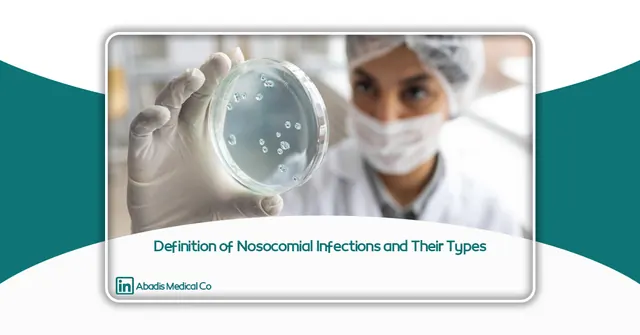 Definition of Nosocomial Infections and Their Types
in Abadis Medical Co